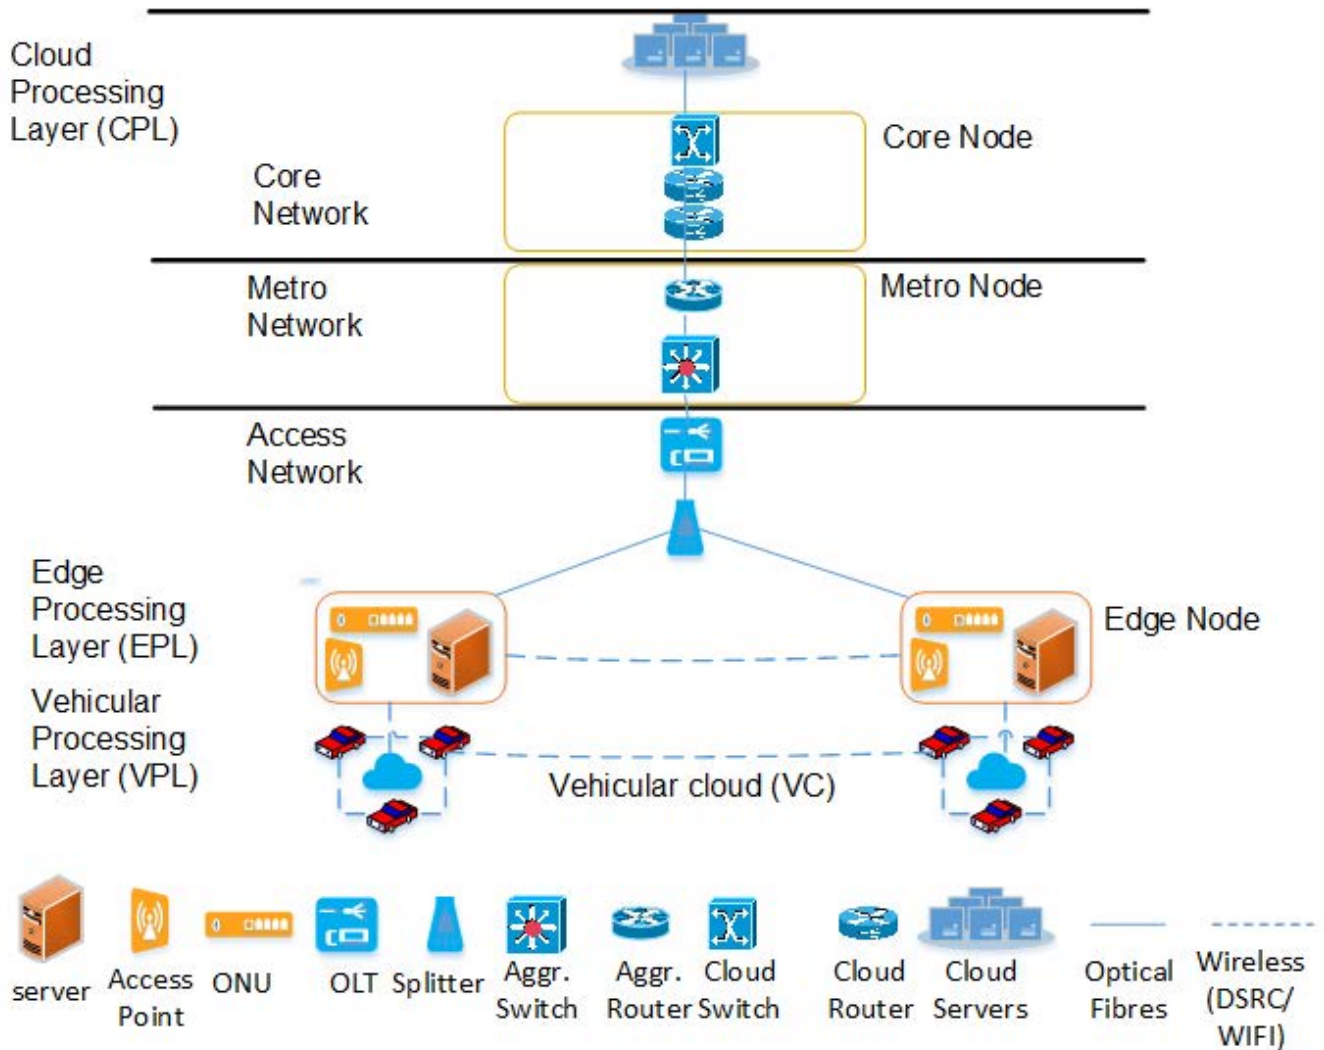 Cloud
Processing
Layer (CPL)
Core Node
Core
Network
Metro
Network
Metro Node
Access
Network
Edge
Processing
Layer (EPL)
Edge Node
Vehicular
Processing
Layer (VPL)
Vehicular cloud (VC)
server
Access
Point
ONU
OLT
Splitter
Aggr.
Switch
Aggr.
Router
Cloud
Switch
Cloud
Router
Cloud
Servers
Optical
Fibres
Wireless
(DSRC/
WIFI)